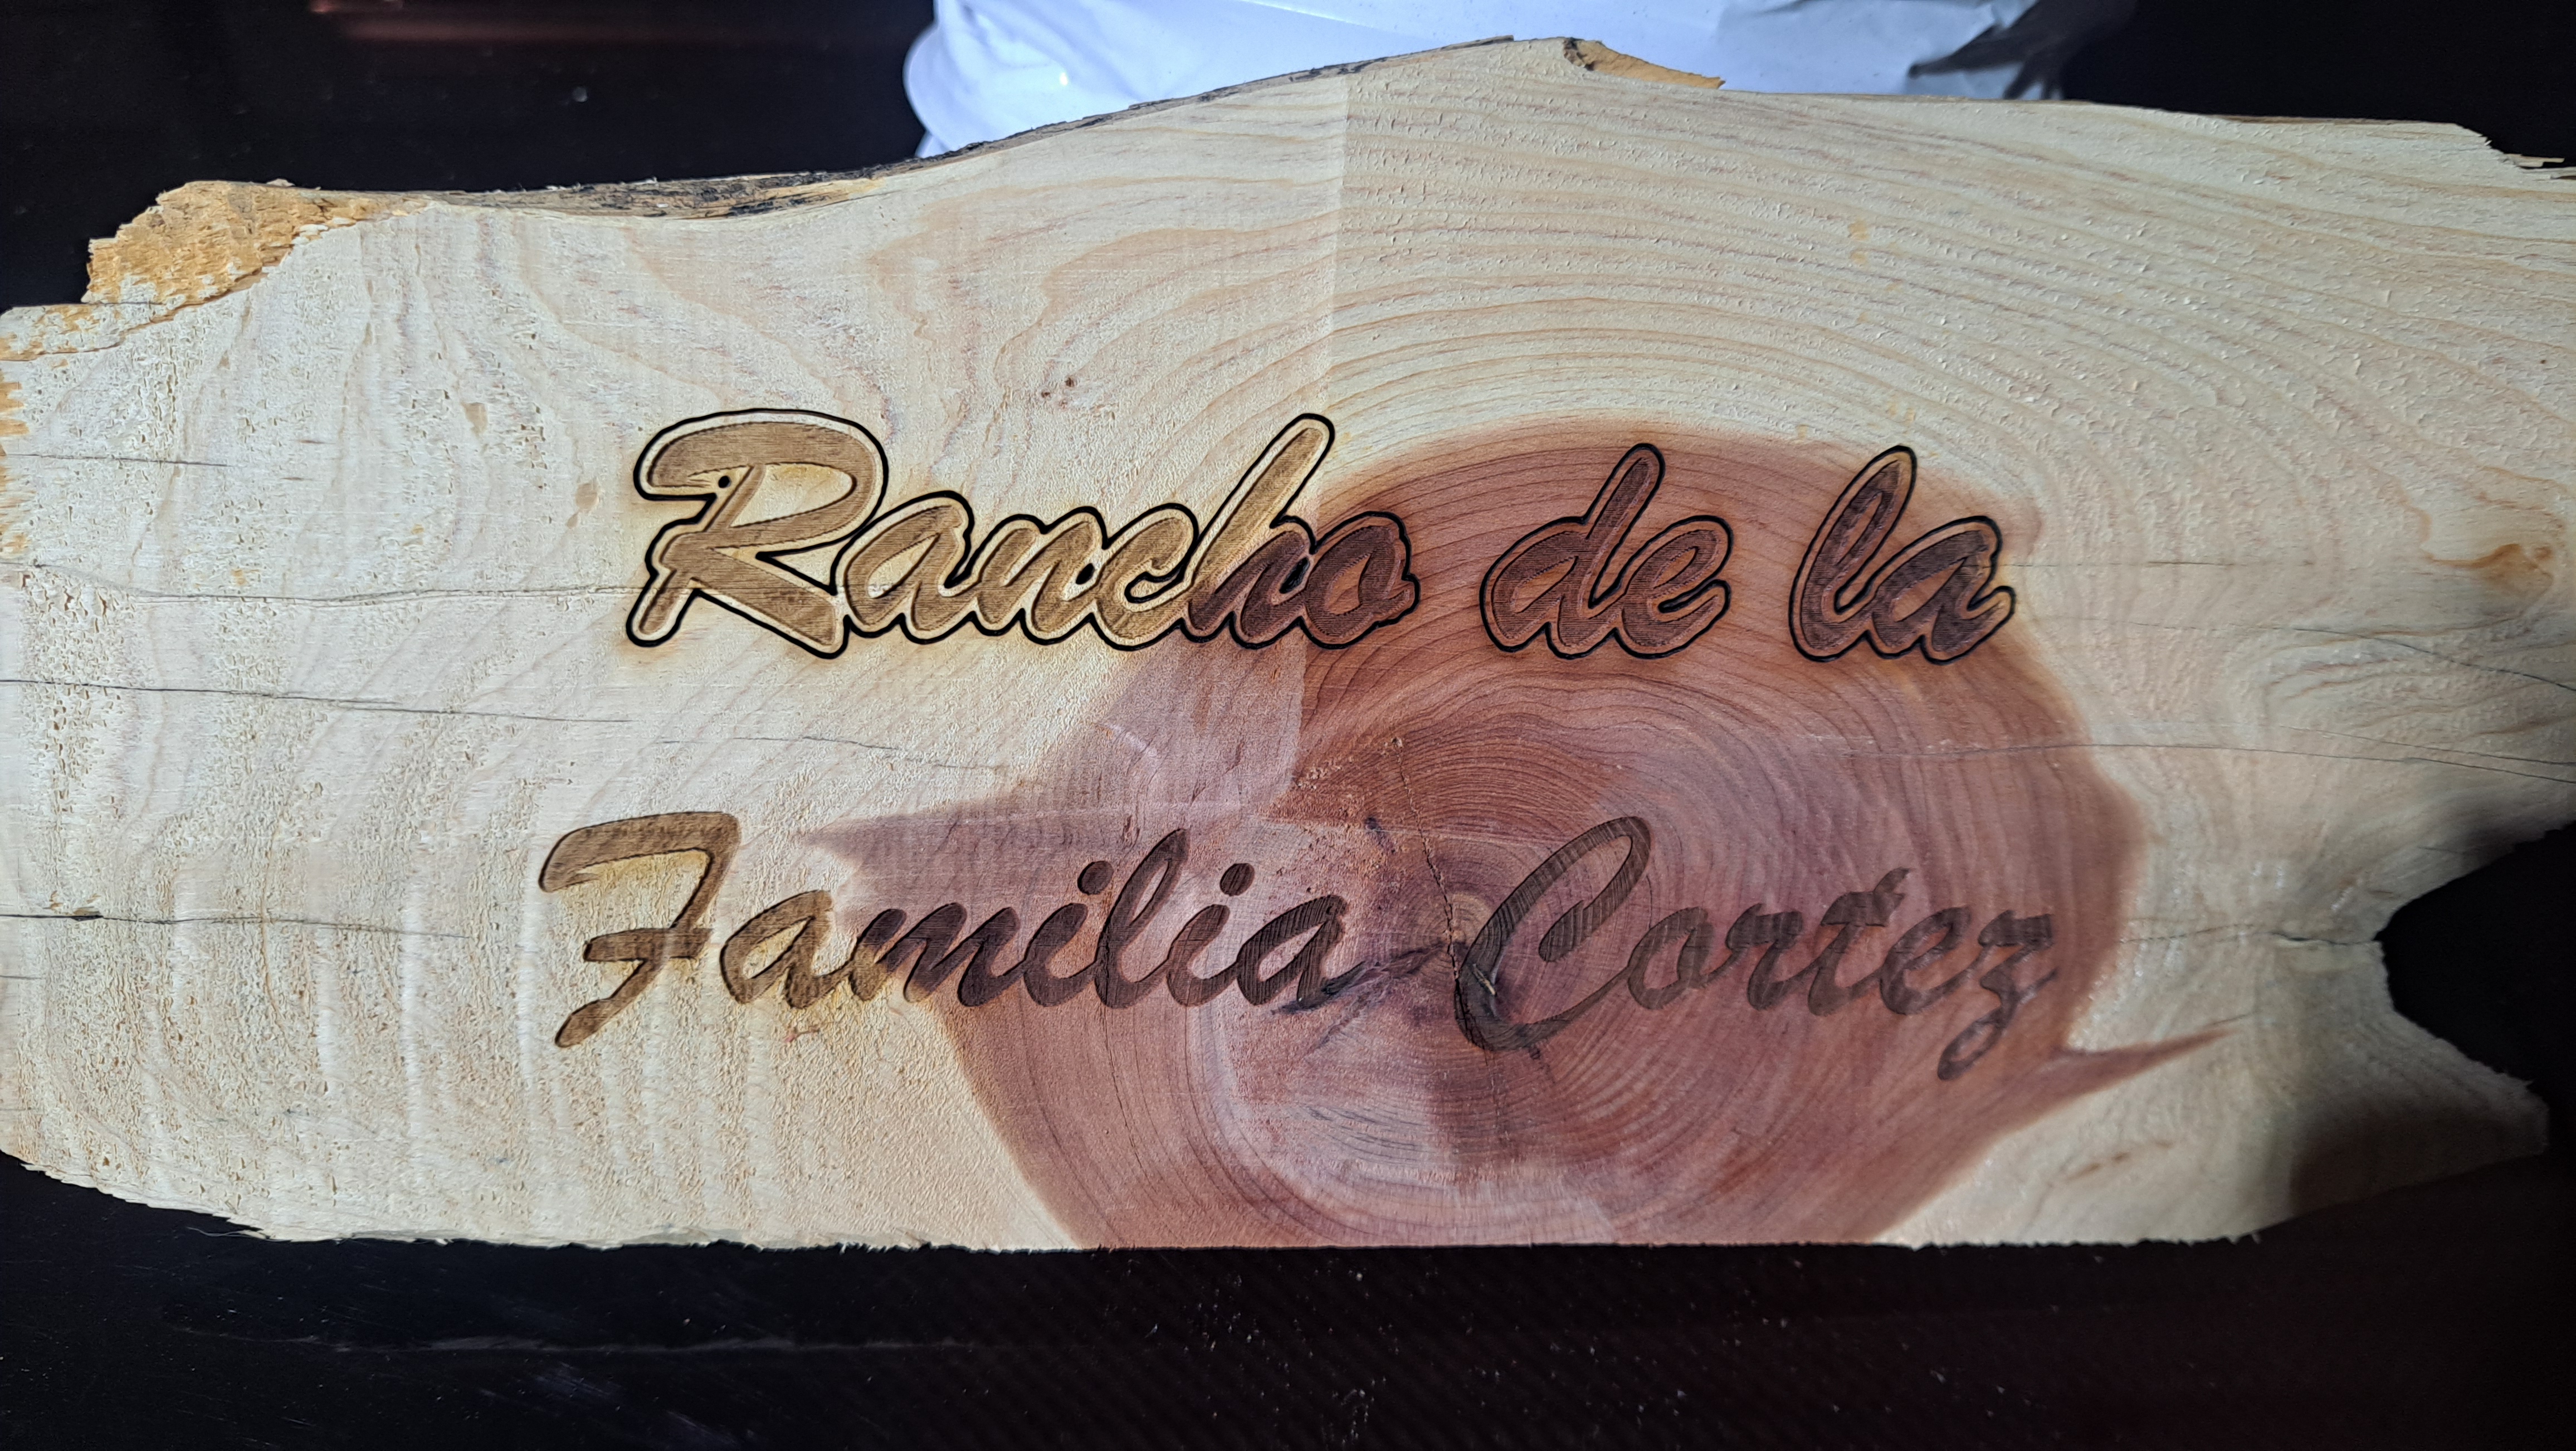 Rancho de la
Familia Cortez